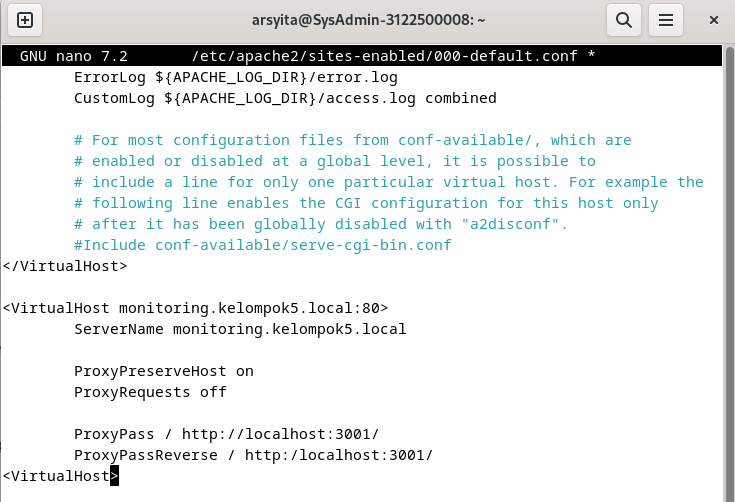 arsyita@SysAdmin-3122500008: ~
GNU nano 7.2 /etc/apache2/sites-enabled/000-default.conf *
ErrorLog ${APACHE_LOG_DIR}/error.log
CustomLog ${APACHE_LOG_DIR}/access.log combined
# For most configuration files from conf-available/, which are
# enabled or disabled at a global level, it is possible to
# include a line for only one particular virtual host. For example the
# following line enables the CGI configuration for this host only
# after it has been globally disabled with "a2disconf".
#Include conf-available/serve-cgi-bin.conf
</VirtualHost>
<VirtualHost monitoring.kelompok5.local:80>
ServerName monitoring.kelompok5.local
ProxyPreserveHost on
ProxyRequests off
ProxyPass / http://localhost:3001/
ProxyPassReverse / http:/localhost:3001/
<VirtualHost>